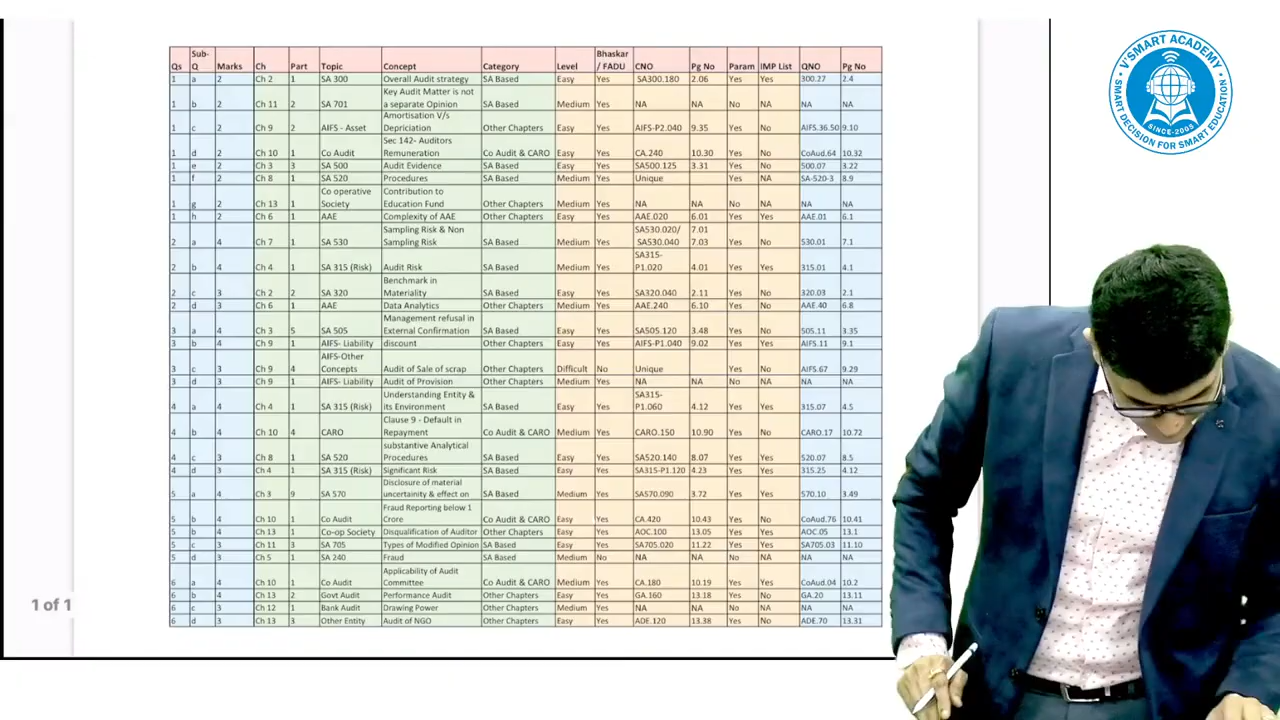 Qs Sub-Q Marks Ch Part Topic Concept Category Level Bhaskar / FADU CNO Pg No Param IMP List QNO Pg No
1 a 2 Ch 2 1 SA 300 Overall Audit strategy SA Based Easy Yes SA300.180 2.06 Yes Yes 300.27 2.4
1 b 2 Ch 11 2 SA 701 Key Audit Matter is not a separate Opinion SA Based Medium Yes NA NA No NA NA NA
1 c 2 Ch 9 2 AIFS - Asset Amortisation V/s Depriciation Other Chapters Easy Yes AIFS-P2.040 9.35 Yes No AIFS.36.50 9.10
1 d 2 Ch 10 1 Co Audit Sec 142- Auditors Remuneration Co Audit & CARO Easy Yes CA.240 10.30 Yes No CoAud.64 10.32
1 e 2 Ch 3 3 SA 500 Audit Evidence SA Based Easy Yes SA500.125 3.31 Yes No 500.07 3.22
1 f 2 Ch 8 1 SA 520 Procedures SA Based Medium Yes Unique Yes NA SA-520-3 8.9
1 g 2 Ch 13 1 Co operative Society Contribution to Education Fund Other Chapters Medium Yes NA NA No NA NA NA
1 h 2 Ch 6 1 AAE Complexity of AAE Other Chapters Easy Yes AAE.020 6.01 Yes Yes AAE.01 6.1
2 a 4 Ch 7 1 SA 530 Sampling Risk & Non Sampling Risk SA Based Medium Yes SA530.020/ SA530.040 7.01 7.03 Yes No 530.01 7.1
2 b 4 Ch 4 1 SA 315 (Risk) Audit Risk SA Based Medium Yes SA315-P1.020 4.01 Yes Yes 315.01 4.1
2 c 3 Ch 2 2 SA 320 Benchmark in Materiality SA Based Easy Yes SA320.040 2.11 Yes No 320.03 2.1
2 d 3 Ch 6 1 AAE Data Analytics Other Chapters Medium Yes AAE.240 6.10 Yes No AAE.40 6.8
3 a 4 Ch 3 5 SA 505 Management refusal in External Confirmation SA Based Easy Yes SA505.120 3.48 Yes No 505.11 3.35
3 b 4 Ch 9 1 AIFS- Liability discount Other Chapters Easy Yes AIFS-P1.040 9.02 Yes Yes AIFS.11 9.1
3 c 3 Ch 9 4 AIFS-Other Concepts Audit of Sale of scrap Other Chapters Difficult No Unique Yes No AIFS.67 9.29
3 d 3 Ch 9 1 AIFS- Liability Audit of Provision Other Chapters Medium Yes NA NA No NA NA NA
4 a 4 Ch 4 1 SA 315 (Risk) Understanding Entity & its Environment SA Based Easy Yes SA315-P1.060 4.12 Yes Yes 315.07 4.5
4 b 4 Ch 10 4 CARO Clause 9 - Default in Repayment Co Audit & CARO Medium Yes CARO.150 10.90 Yes No CARO.17 10.72
4 c 3 Ch 8 1 SA 520 substantive Analytical Procedures SA Based Easy Yes SA520.140 8.07 Yes Yes 520.07 8.5
4 d 3 Ch 4 1 SA 315 (Risk) Significant Risk SA Based Easy Yes SA315-P1.120 4.23 Yes Yes 315.25 4.12
5 a 4 Ch 3 9 SA 570 Disclosure of material uncertainity & effect on SA Based Medium Yes SA570.090 3.72 Yes Yes 570.10 3.49
5 b 4 Ch 10 1 Co Audit Fraud Reporting below 1 Crore Co Audit & CARO Easy Yes CA.420 10.43 Yes No CoAud.76 10.41
5 b 4 Ch 13 1 Co-op Society Disqualification of Auditor Other Chapters Easy Yes AOC.100 13.05 Yes Yes AOC.05 13.1
5 c 3 Ch 11 3 SA 705 Types of Modified Opinion SA Based Easy Yes SA705.020 11.22 Yes Yes SA705.03 11.10
5 d 3 Ch 5 1 SA 240 Fraud SA Based Medium No NA NA No NA NA NA
6 a 4 Ch 10 1 Co Audit Applicability of Audit Committee Co Audit & CARO Medium Yes CA.180 10.19 Yes Yes CoAud.04 10.2
6 b 4 Ch 13 2 Govt Audit Performance Audit Other Chapters Easy Yes GA.160 13.18 Yes No GA.20 13.11
6 c 3 Ch 12 1 Bank Audit Drawing Power Other Chapters Medium Yes NA NA No NA NA NA
6 d 3 Ch 13 3 Other Entity Audit of NGO Other Chapters Easy Yes ADE.120 13.38 Yes No ADE.70 13.31
1 of 1
V'SMART ACADEMY
SINCE-2005
SMART DECISION FOR SMART EDUCATION